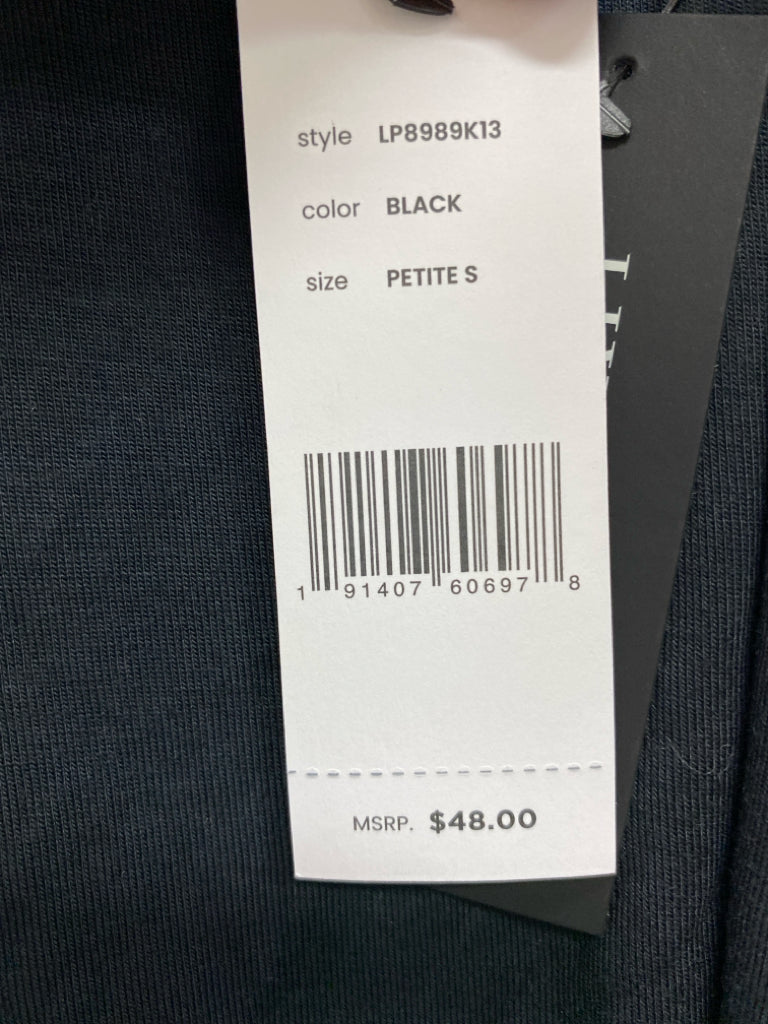 style LP8989K13
color BLACK
size PETITE S
1 91407 60697 8
MSRP. $48.00